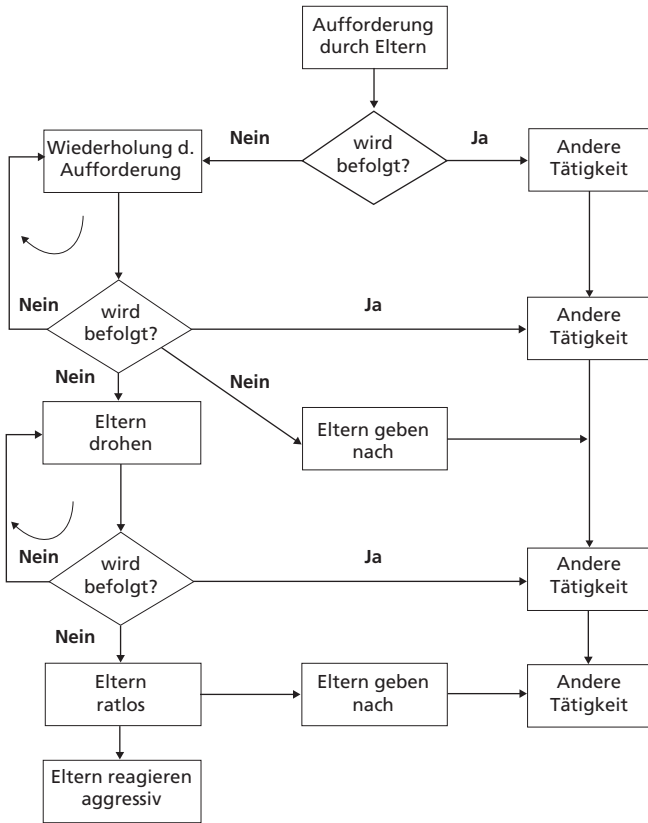 Aufforderung
durch Eltern
Wiederholung d.
Aufforderung
Nein
wird
befolgt?
Ja
Andere
Tätigkeit
Nein
wird
befolgt?
Ja
Andere
Tätigkeit
Nein
Nein
Eltern
drohen
Eltern geben
nach
Nein
wird
befolgt?
Ja
Andere
Tätigkeit
Nein
Eltern
ratlos
Eltern geben
nach
Andere
Tätigkeit
Eltern reagieren
aggressiv